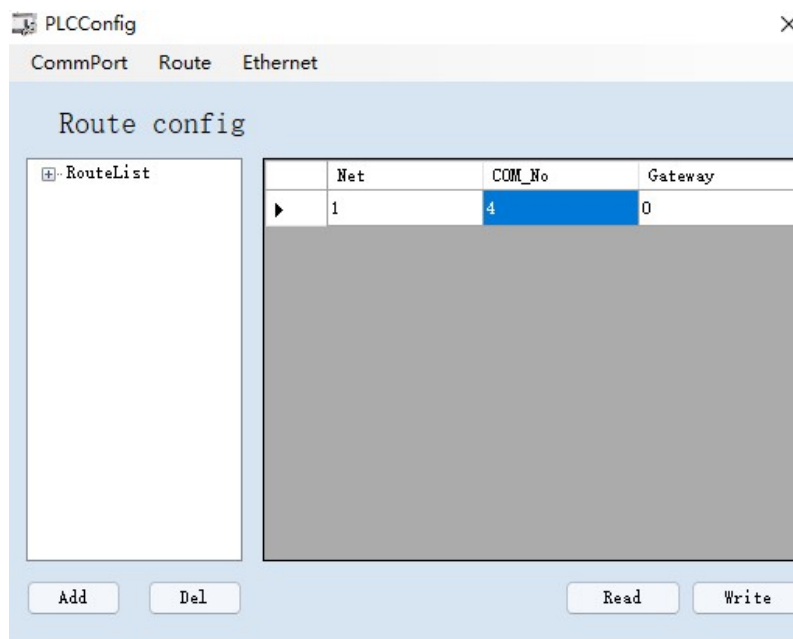 PLCConfig
CommPort Route Ethernet
Route config
RouteList
Net COM_No Gateway
1 4 0
Add Del Read Write